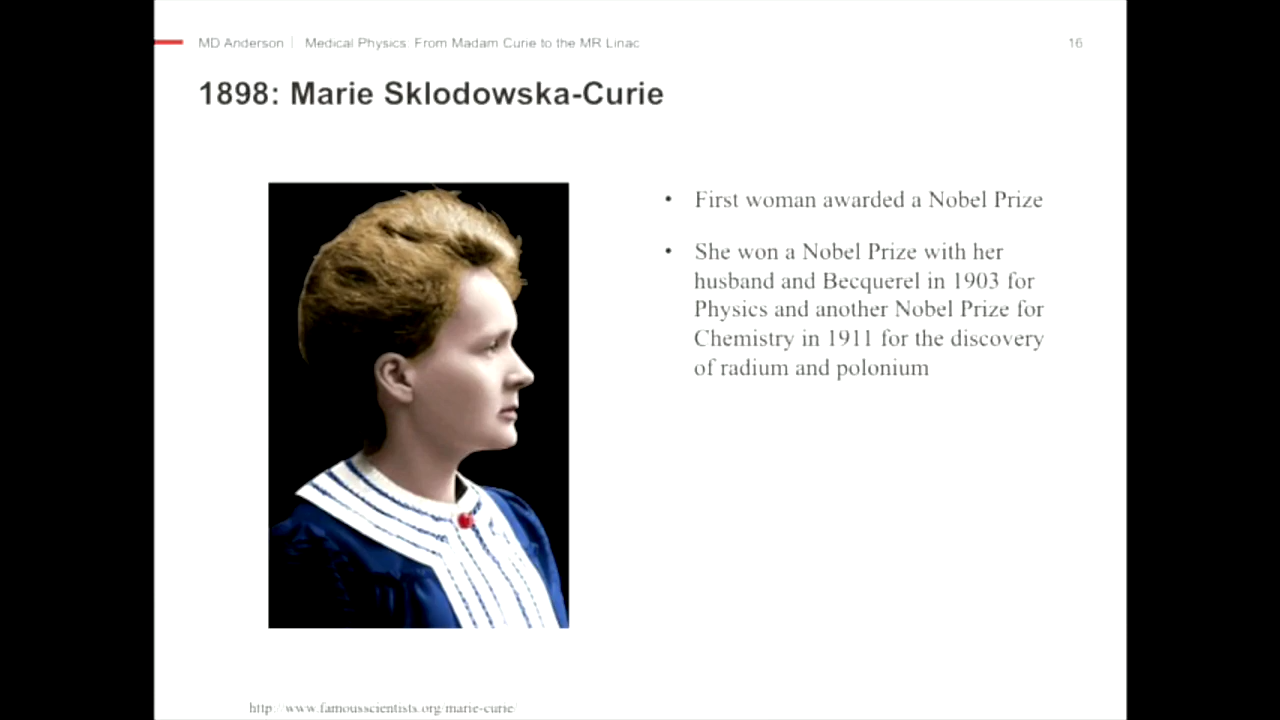 MD Anderson | Medical Physics: From Madam Curie to the MR Linac
16
1898: Marie Sklodowska-Curie
• First woman awarded a Nobel Prize
• She won a Nobel Prize with her
husband and Becquerel in 1903 for
Physics and another Nobel Prize for
Chemistry in 1911 for the discovery
of radium and polonium
http://www.famousscientists.org/marie-curie/